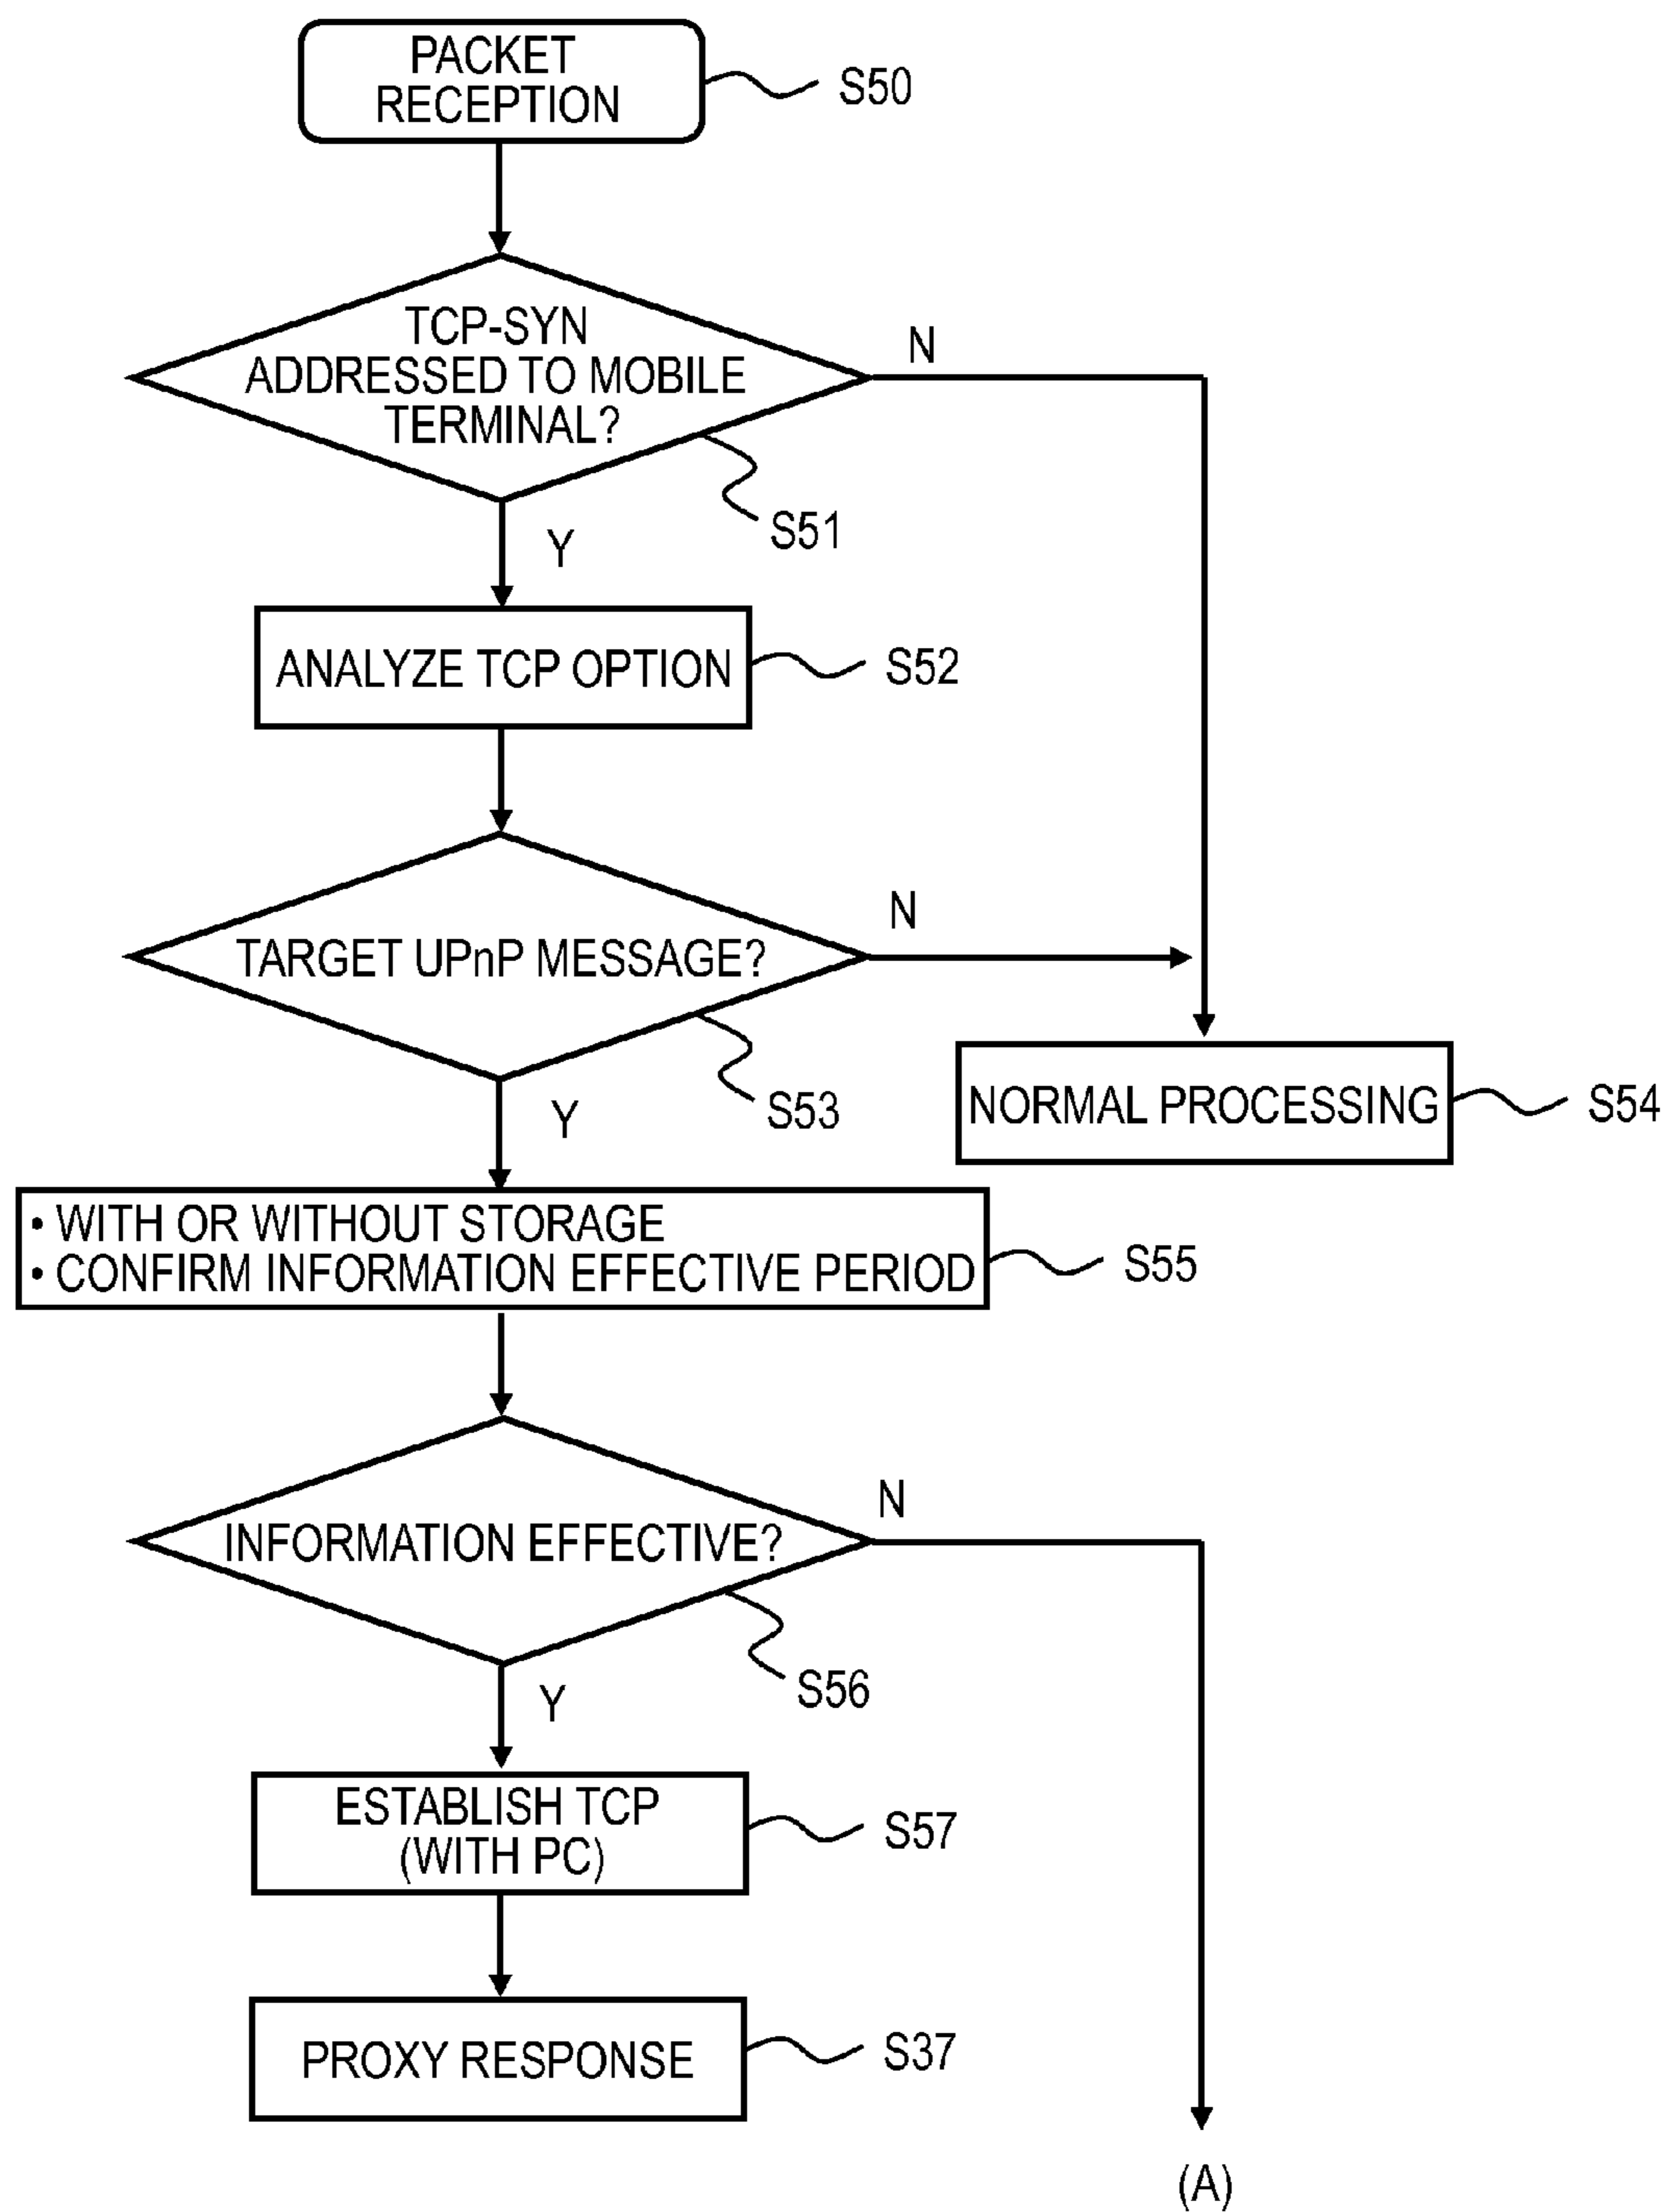 PACKET
RECEPTION
S50
TCP-SYN
ADDRESSED TO MOBILE
TERMINAL?
N
S51
Y
ANALYZE TCP OPTION
S52
TARGET UPnP MESSAGE?
N
S53
Y
NORMAL PROCESSING
S54
• WITH OR WITHOUT STORAGE
• CONFIRM INFORMATION EFFECTIVE PERIOD
S55
INFORMATION EFFECTIVE?
N
S56
Y
ESTABLISH TCP
(WITH PC)
S57
PROXY RESPONSE
S37
(A)